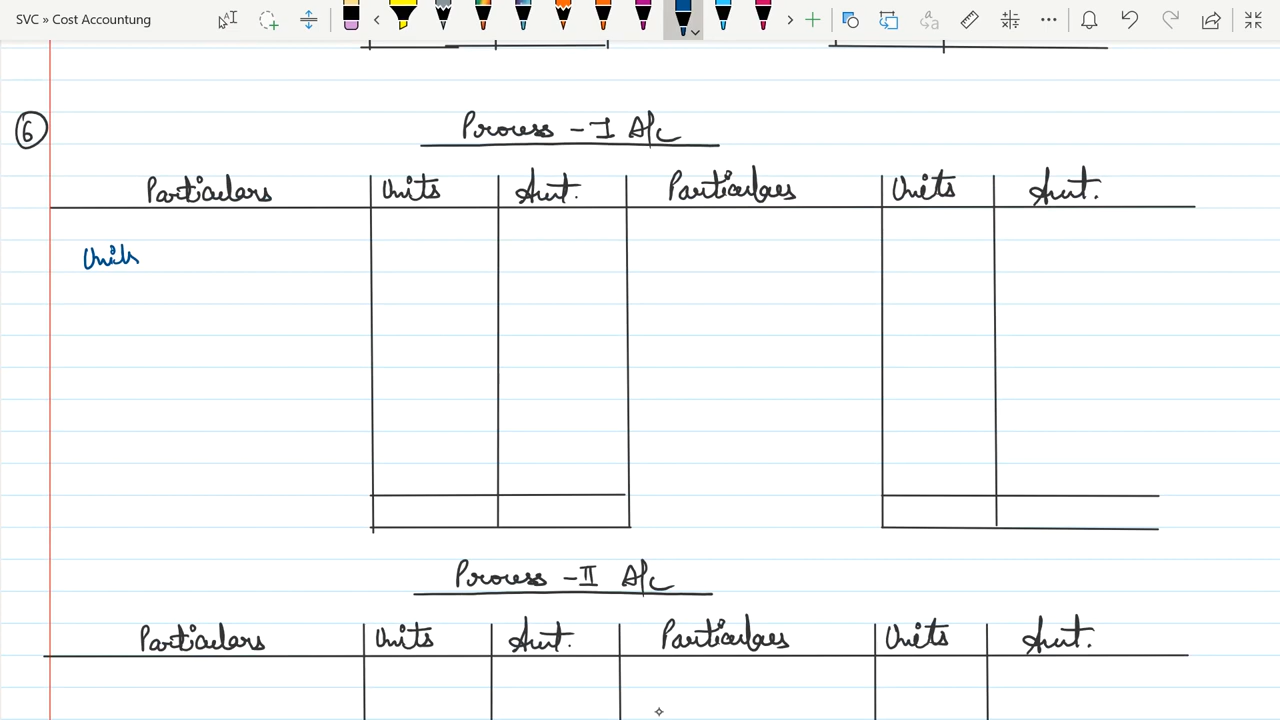 SVC » Cost Accountung
6 Process - I A/c
Particulars Units Amt. Particulars Units Amt.
Units
Process - II A/c
Particulars Units Amt. Particulars Units Amt.